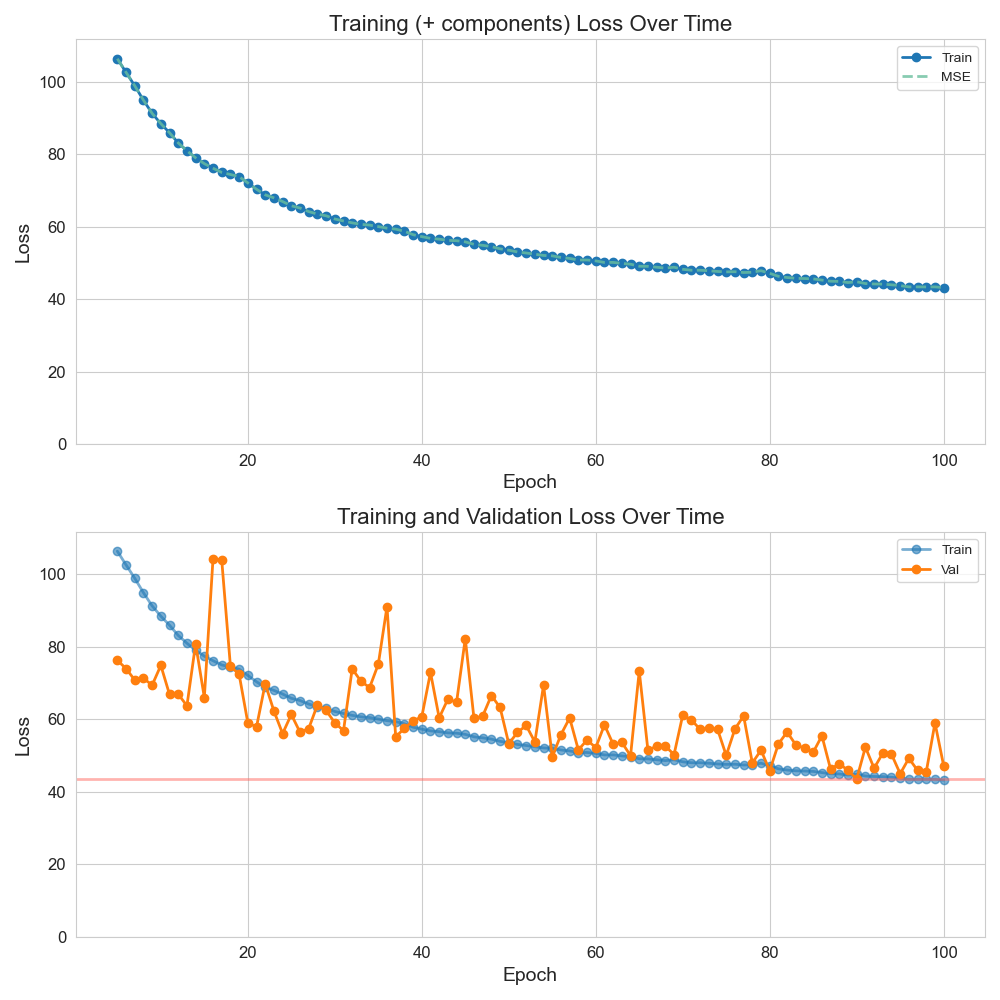 Training (+ components) Loss Over Time
Train
MSE
100
80
60
40
20
0
Loss
20 40 60 80 100
Epoch
Training and Validation Loss Over Time
Train
Val
100
80
60
40
20
0
Loss
20 40 60 80 100
Epoch